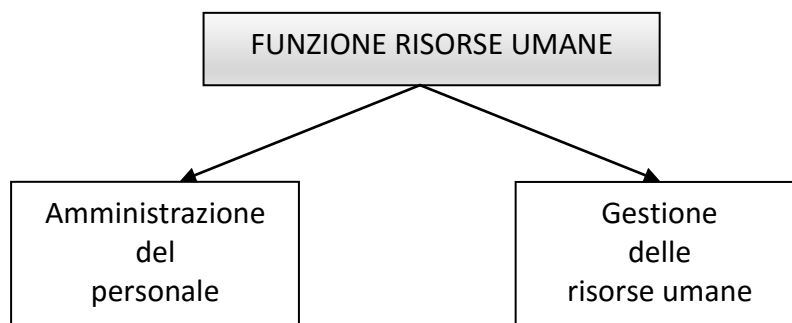 FUNZIONE RISORSE UMANE
Amministrazione
del
personale
Gestione
delle
risorse umane